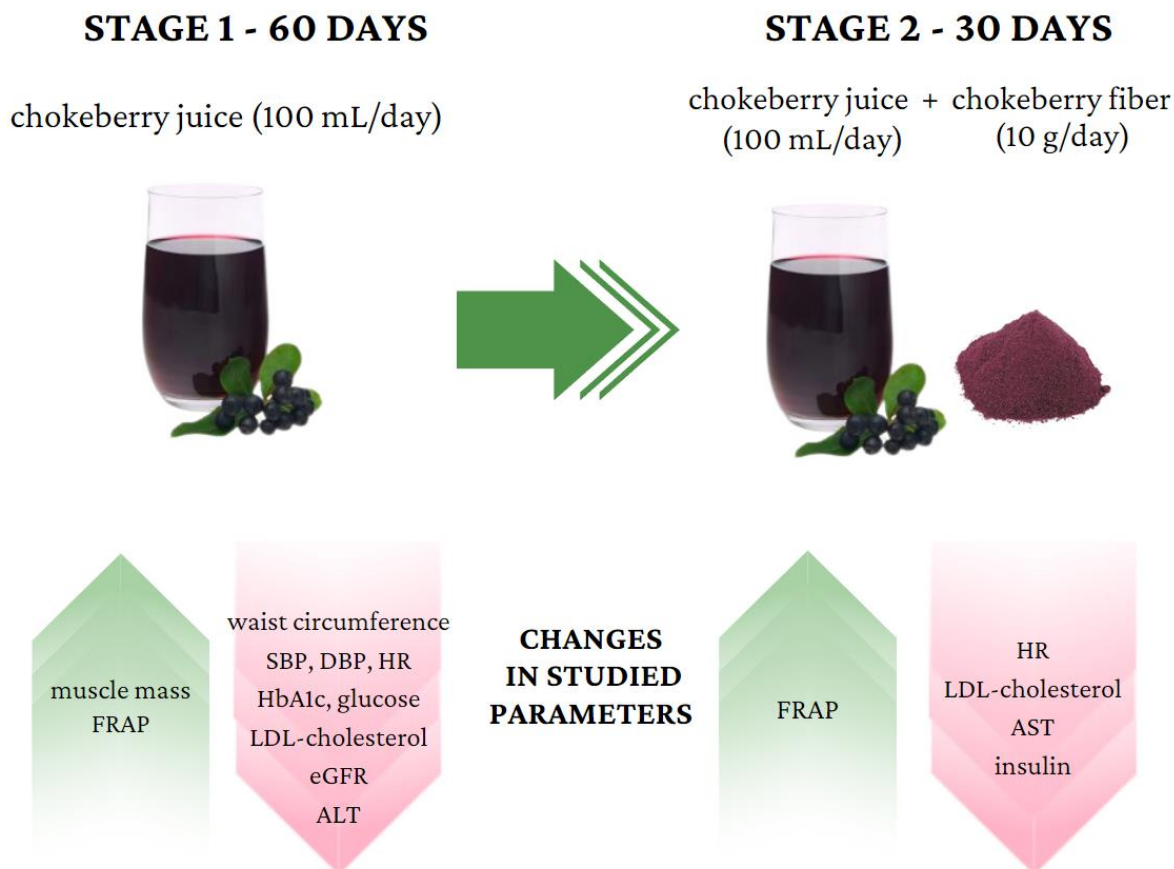 STAGE 1 - 60 DAYS
chokeberry juice (100 mL/day)
STAGE 2 - 30 DAYS
chokeberry juice + chokeberry fiber
(100 mL/day) (10 g/day)
muscle mass
FRAP
waist circumference
SBP, DBP, HR
HbA1c, glucose
LDL-cholesterol
eGFR
ALT
CHANGES
IN STUDIED
PARAMETERS
FRAP
HR
LDL-cholesterol
AST
insulin